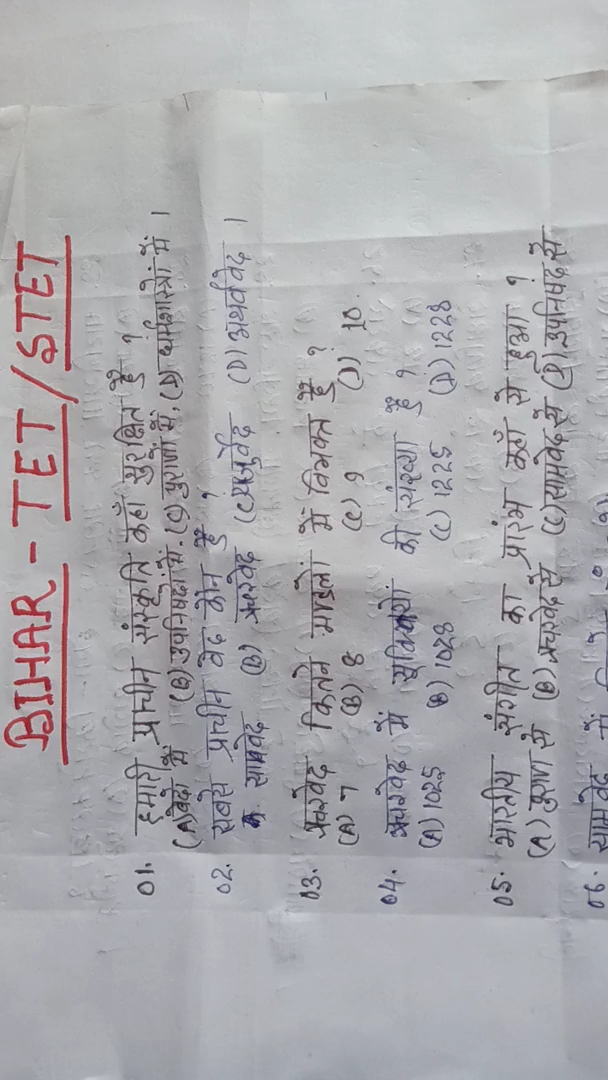 BIHAR - TET/STET
01. हमारी प्राचीन संस्कृति कहाँ सुरक्षित है ?
(A) वेदों में (B) उपनिषदों में. (C) पुराणों में. (D) धर्मशास्त्रों में ।
02. सबसे प्राचीन वेद कौन है ?
सामवेद (B) ऋग्वेद (C) यजुर्वेद (D) अथर्ववेद ।
03. ऋग्वेद कितने मण्डलों में विभक्त है ?
(A) 7 (B) 8 (C) 9 (D) 10.
04. ऋग्वेद में सूक्तियों की संख्या है ?
(A) 1025 (B) 1028 (C) 1225 (D) 1228
05. भारतीय संगीत का प्रारंभ कहाँ से हुआ ?
(A) पुराण से (B) ऋग्वेद से (C) सामवेद से (D) उपनिषद से
06. सामवेद में